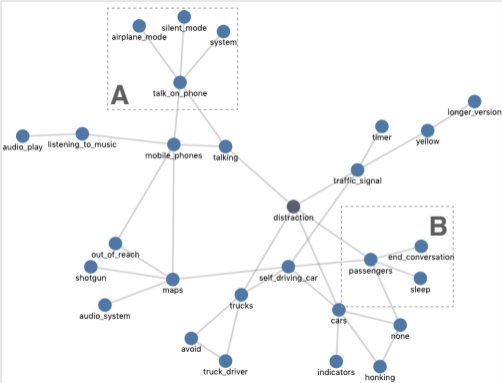 silent_mode
airplane_mode
system
A
talk_on_phone
longer_version
timer
yellow
audio_play
listening_to_music
mobile_phones
talking
traffic_signal
distraction
B
out_of_reach
end_conversation
passengers
shotgun
maps
self_driving_car
sleep
audio_system
trucks
cars
none
avoid
truck_driver
indicators
honking